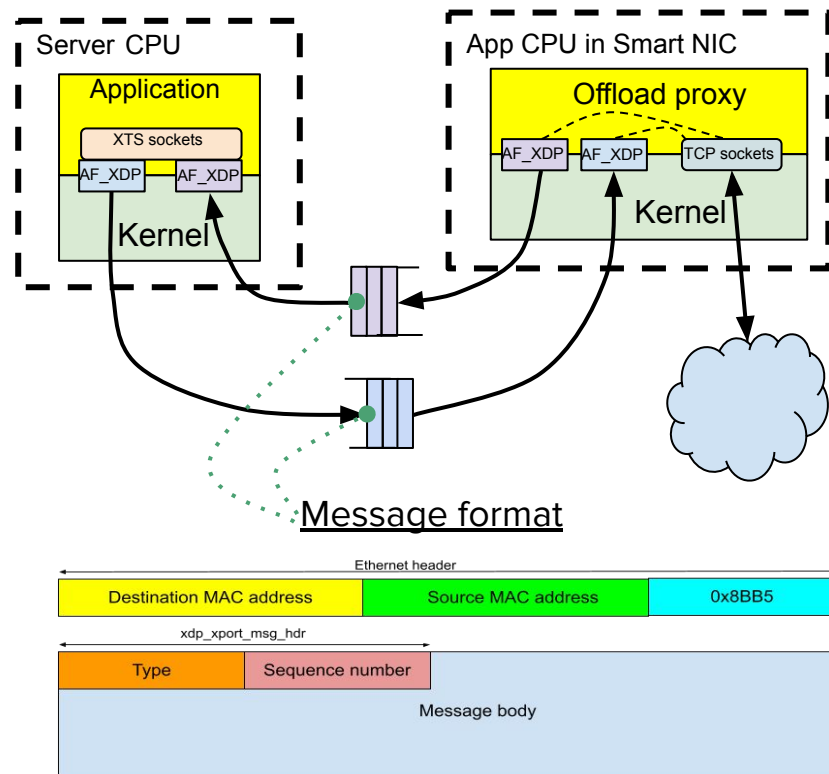 Server CPU
Application
XTS sockets
AF_XDP
AF_XDP
Kernel
App CPU in Smart NIC
Offload proxy
AF_XDP
AF_XDP
TCP sockets
Kernel
Message format
Ethernet header
Destination MAC address
Source MAC address
0x8BB5
xdp_xport_msg_hdr
Type
Sequence number
Message body